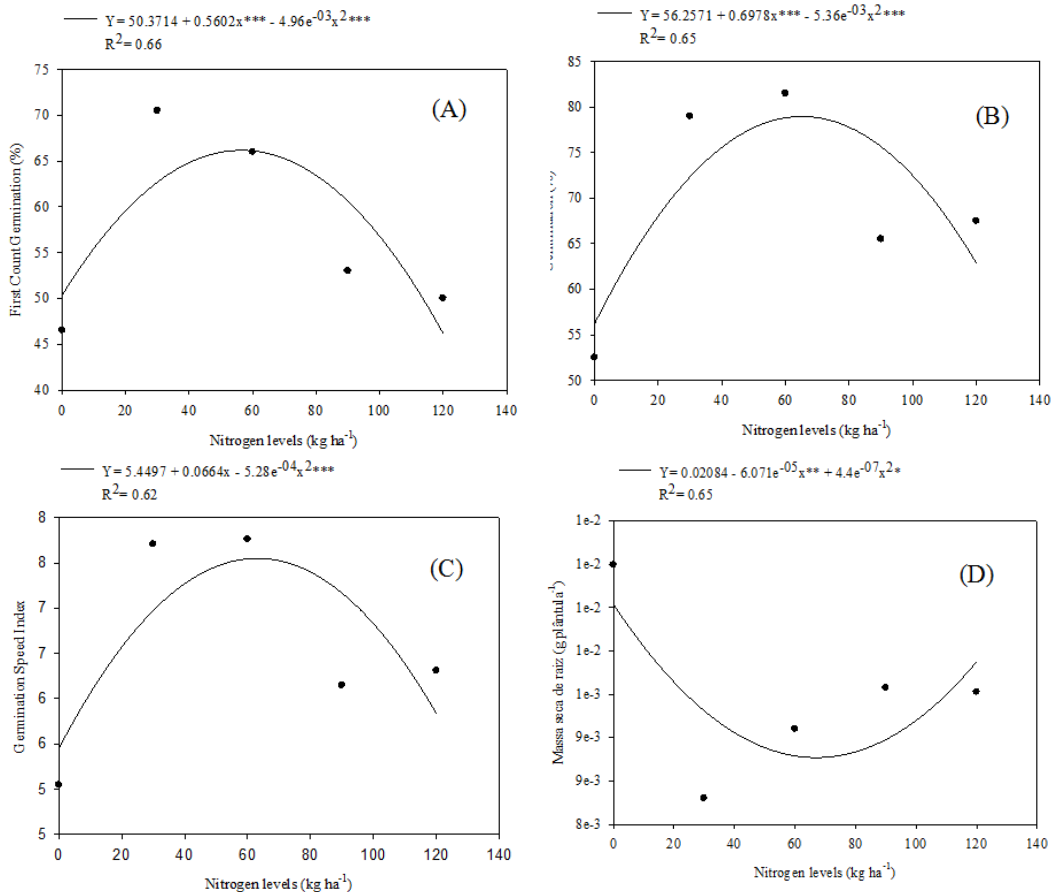 Y = 50.3714 + 0.5602x*** - 4.96e-03x2***
R2= 0.66
75
70
65
60
55
50
45
40
0 20 40 60 80 100 120 140
First Count Germination (%)
(A)
Nitrogen levels (kg ha-1)
Y = 56.2571 + 0.6978x*** - 5.36e-03x2***
R2= 0.65
85
80
75
70
65
60
55
50
0 20 40 60 80 100 120 140
(B)
Nitrogen levels (kg ha-1)
Y = 5.4497 + 0.0664x - 5.28e-04x2***
R2= 0.62
8
8
7
7
6
6
5
5
0 20 40 60 80 100 120 140
Germination Speed Index
(C)
Nitrogen levels (kg ha-1)
Y= 0.02084 - 6.071e-05x** + 4.4e-07x2*
R2= 0.65
1e-2
1e-2
1e-2
1e-2
1e-3
9e-3
9e-3
8e-3
0 20 40 60 80 100 120 140
Massa seca de raiz (g plântula-1)
(D)
Nitrogen levels (kg ha-1)